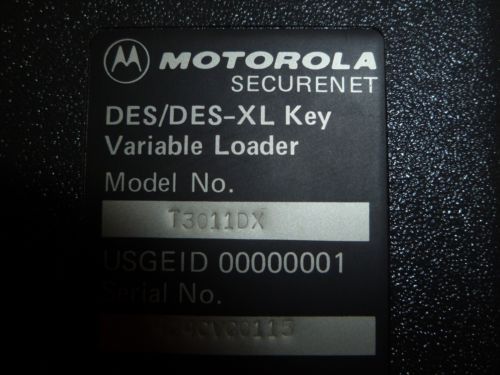 MOTOROLA
SECURENET
DES/DES-XL Key
Variable Loader
Model No.
T3011DX
USGEID 00000001
Serial No.